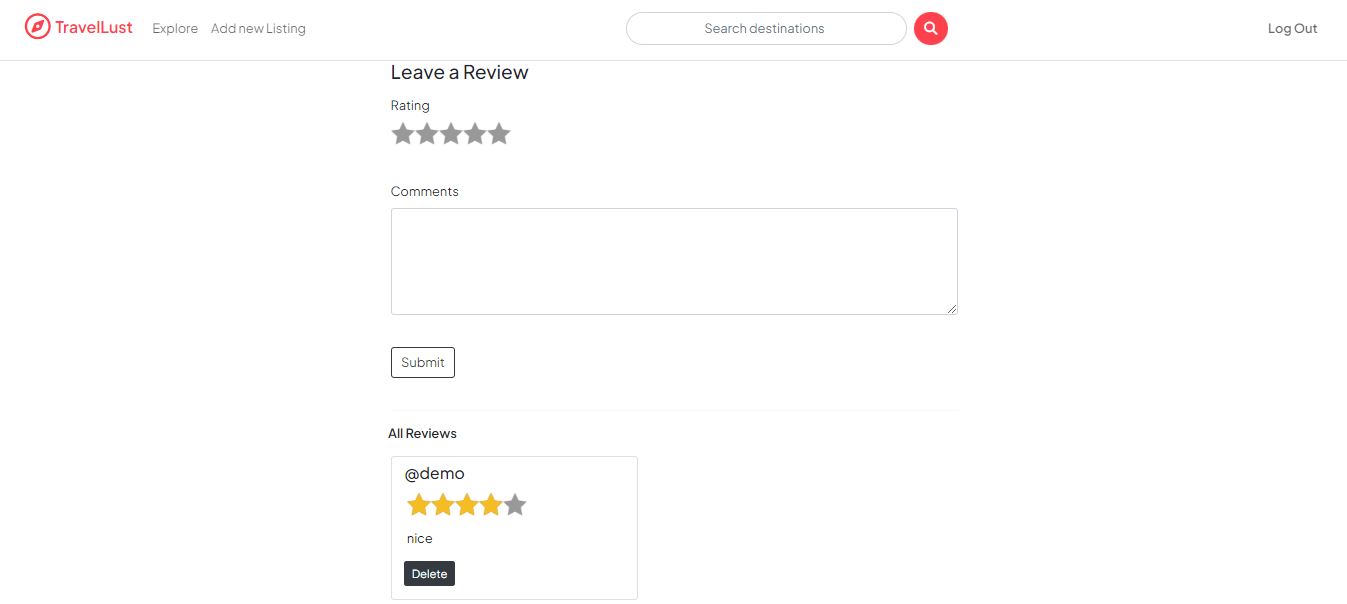 TravelLust Explore Add new Listing Search destinations Log Out
Leave a Review
Rating
Comments
Submit
All Reviews
@demo
nice
Delete